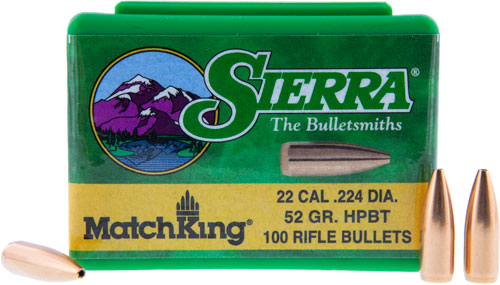 SIERRA®
The Bulletsmiths
MatchKing®
22 CAL .224 DIA.
52 GR. HPBT
100 RIFLE BULLETS